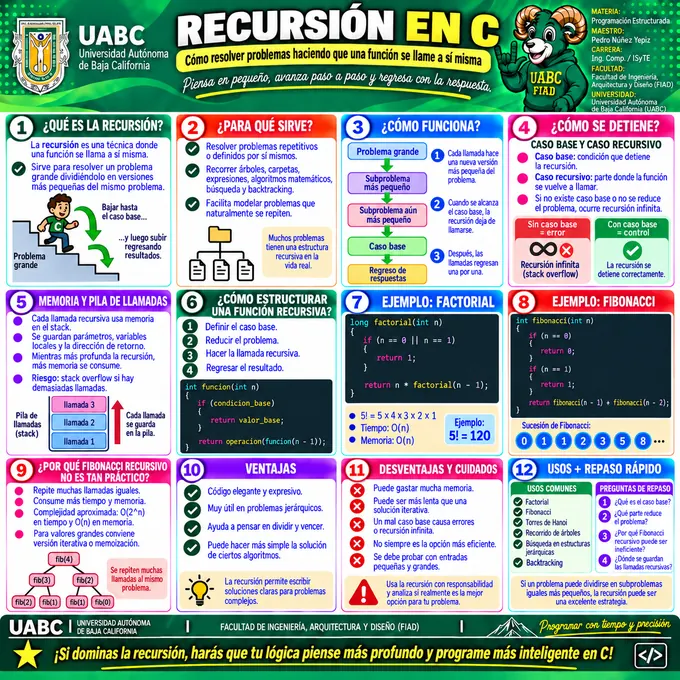 UABC
Universidad Autónoma
de Baja California
RECURSIÓN EN C
Cómo resolver problemas haciendo que una función se llame a sí misma
Piensa en pequeño, avanza paso a paso y regresa con la respuesta.
UABC
FIAD
MATERIA:
Programación Estructurada
MAESTRO:
Pedro Núñez Yepiz
CARRERA:
Ing. Comp. / ISyTE
FACULTAD:
Facultad de Ingeniería,
Arquitectura y Diseño (FIAD)
UNIVERSIDAD:
Universidad Autónoma
de Baja California (UABC)
1 ¿QUÉ ES LA RECURSIÓN?
La recursión es una técnica donde
una función se llama a sí misma.
Sirve para resolver un problema
grande dividiéndolo en versiones
más pequeñas del mismo problema.
C
Bajar hasta
el caso base...
...y luego subir
regresando
resultados.
Problema
grande
2 ¿PARA QUÉ SIRVE?
Resolver problemas repetitivos
o definidos por sí mismos.
Recorrer árboles, carpetas,
expresiones, algoritmos matemáticos,
búsqueda y backtracking.
Facilita modelar problemas que
naturalmente se repiten.
Muchos problemas
tienen una estructura
recursiva en la
vida real.
3 ¿CÓMO FUNCIONA?
Problema grande
Subproblema
más pequeño
Subproblema aún
más pequeño
Caso base
Regreso de
respuestas
1 Cada llamada hace
una nueva versión
más pequeña del
problema.
2 Cuando se alcanza
el caso base, la
recursión deja de
llamarse.
3 Después, las
llamadas regresan
una por una.
4 ¿CÓMO SE DETIENE?
CASO BASE Y CASO RECURSIVO
Caso base: condición que detiene
la recursión.
Caso recursivo: parte donde la función
se vuelve a llamar.
Si no existe caso base o no se reduce
el problema, ocurre recursión infinita.
Sin caso base
= error
Recursión infinita
(stack overflow)
Con caso base
= control
La recursión se
detiene correctamente.
5 MEMORIA Y PILA DE LLAMADAS
Cada llamada recursiva usa memoria
en el stack.
Se guardan parámetros, variables
locales y la dirección de retorno.
Mientras más profunda la recursión,
más memoria se consume.
Riesgo: stack overflow si hay
demasiadas llamadas.
Pila de
llamadas
(stack)
llamada 3
llamada 2
llamada 1
Cada llamada
se guarda
en la pila.
6 ¿CÓMO ESTRUCTURAR
UNA FUNCIÓN RECURSIVA?
1 Definir el caso base.
2 Reducir el problema.
3 Hacer la llamada recursiva.
4 Regresar el resultado.
int funcion(int n)
{
if (condicion_base)
{
return valor_base;
}
return operacion(funcion(n - 1));
}
7 EJEMPLO: FACTORIAL
long factorial(int n)
{
if (n == 0 || n == 1)
{
return 1;
}
return n * factorial(n - 1);
}
5! = 5 x 4 x 3 x 2 x 1
Tiempo: O(n)
Memoria: O(n)
Ejemplo:
5! = 120
8 EJEMPLO: FIBONACCI
int fibonacci(int n)
{
if (n == 0)
{
return 0;
}
if (n == 1)
{
return 1;
}
return fibonacci(n - 1) + fibonacci(n - 2);
}
Sucesión de Fibonacci:
0 1 1 2 3 5 8 ...
9 ¿POR QUÉ FIBONACCI RECURSIVO
NO ES TAN PRÁCTICO?
Repite muchas llamadas iguales.
Consume más tiempo y memoria.
Complejidad aproximada: O(2^n)
en tiempo y O(n) en memoria.
Para valores grandes conviene
versión iterativa o memoización.
fib(4)
fib(3) fib(2)
fib(2) fib(1) fib(1) fib(0)
Se repiten muchas
llamadas al mismo
problema.
10 VENTAJAS
Código elegante y expresivo.
Muy útil en problemas jerárquicos.
Ayuda a pensar en dividir y vencer.
Puede hacer más simple la solución
de ciertos algoritmos.
La recursión permite escribir
soluciones claras para problemas
complejos.
11 DESVENTAJAS Y CUIDADOS
Puede gastar mucha memoria.
Puede ser más lenta que una
solución iterativa.
Un mal caso base causa errores
o recursión infinita.
No siempre es la opción más eficiente.
Se debe probar con entradas
pequeñas y grandes.
Usa la recursión con responsabilidad
y analiza si realmente es la mejor
opción para tu problema.
12 USOS + REPASO RÁPIDO
USOS COMUNES
Factorial
Fibonacci
Torres de Hanoi
Recorrido de árboles
Búsqueda en estructuras
jerárquicas
Backtracking
PREGUNTAS DE REPASO
1 ¿Qué es el caso base?
2 ¿Qué parte reduce
el problema?
3 ¿Por qué Fibonacci
recursivo puede ser
ineficiente?
4 ¿Dónde se guardan
las llamadas recursivas?
Si un problema puede dividirse en subproblemas
iguales más pequeños, la recursión puede ser
una excelente estrategia.
UABC
UNIVERSIDAD AUTÓNOMA
DE BAJA CALIFORNIA
FACULTAD DE INGENIERÍA, ARQUITECTURA Y DISEÑO (FIAD)
Programar con tiempo y precisión
¡Si dominas la recursión, harás que tu lógica piense más profundo y programe más inteligente en C!
</>